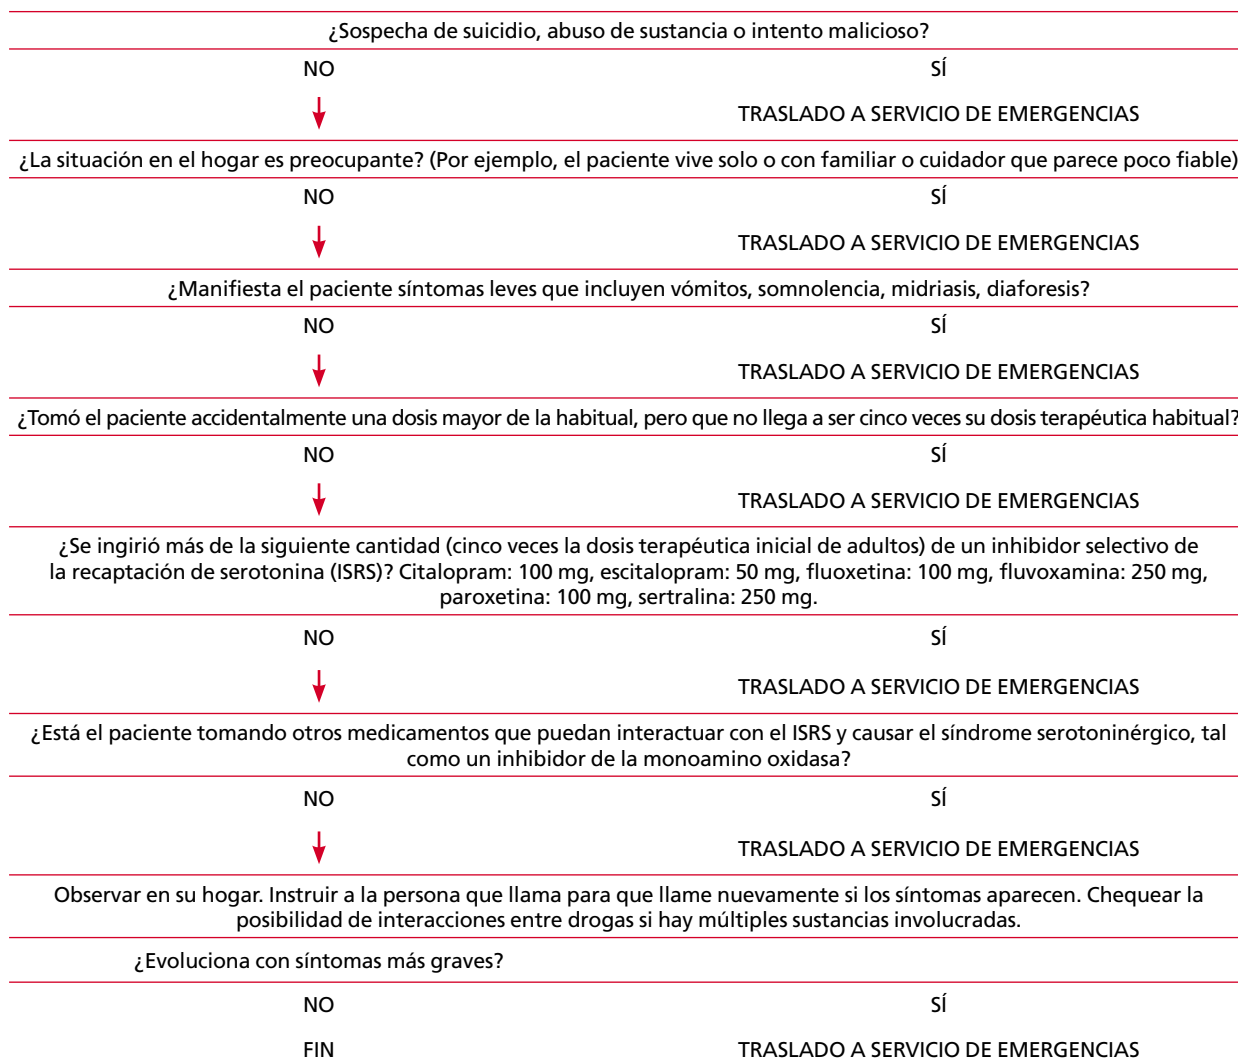 ¿Sospecha de suicidio, abuso de sustancia o intento malicioso?
NO SÍ
TRASLADO A SERVICIO DE EMERGENCIAS
¿La situación en el hogar es preocupante? (Por ejemplo, el paciente vive solo o con familiar o cuidador que parece poco fiable)
NO SÍ
TRASLADO A SERVICIO DE EMERGENCIAS
¿Manifiesta el paciente síntomas leves que incluyen vómitos, somnolencia, midriasis, diaforesis?
NO SÍ
TRASLADO A SERVICIO DE EMERGENCIAS
¿Tomó el paciente accidentalmente una dosis mayor de la habitual, pero que no llega a ser cinco veces su dosis terapéutica habitual?
NO SÍ
TRASLADO A SERVICIO DE EMERGENCIAS
¿Se ingirió más de la siguiente cantidad (cinco veces la dosis terapéutica inicial de adultos) de un inhibidor selectivo de
la recaptación de serotonina (ISRS)? Citalopram: 100 mg, escitalopram: 50 mg, fluoxetina: 100 mg, fluvoxamina: 250 mg,
paroxetina: 100 mg, sertralina: 250 mg.
NO SÍ
TRASLADO A SERVICIO DE EMERGENCIAS
¿Está el paciente tomando otros medicamentos que puedan interactuar con el ISRS y causar el síndrome serotoninérgico, tal
como un inhibidor de la monoamino oxidasa?
NO SÍ
TRASLADO A SERVICIO DE EMERGENCIAS
Observar en su hogar. Instruir a la persona que llama para que llame nuevamente si los síntomas aparecen. Chequear la
posibilidad de interacciones entre drogas si hay múltiples sustancias involucradas.
¿Evoluciona con síntomas más graves?
NO SÍ
FIN TRASLADO A SERVICIO DE EMERGENCIAS